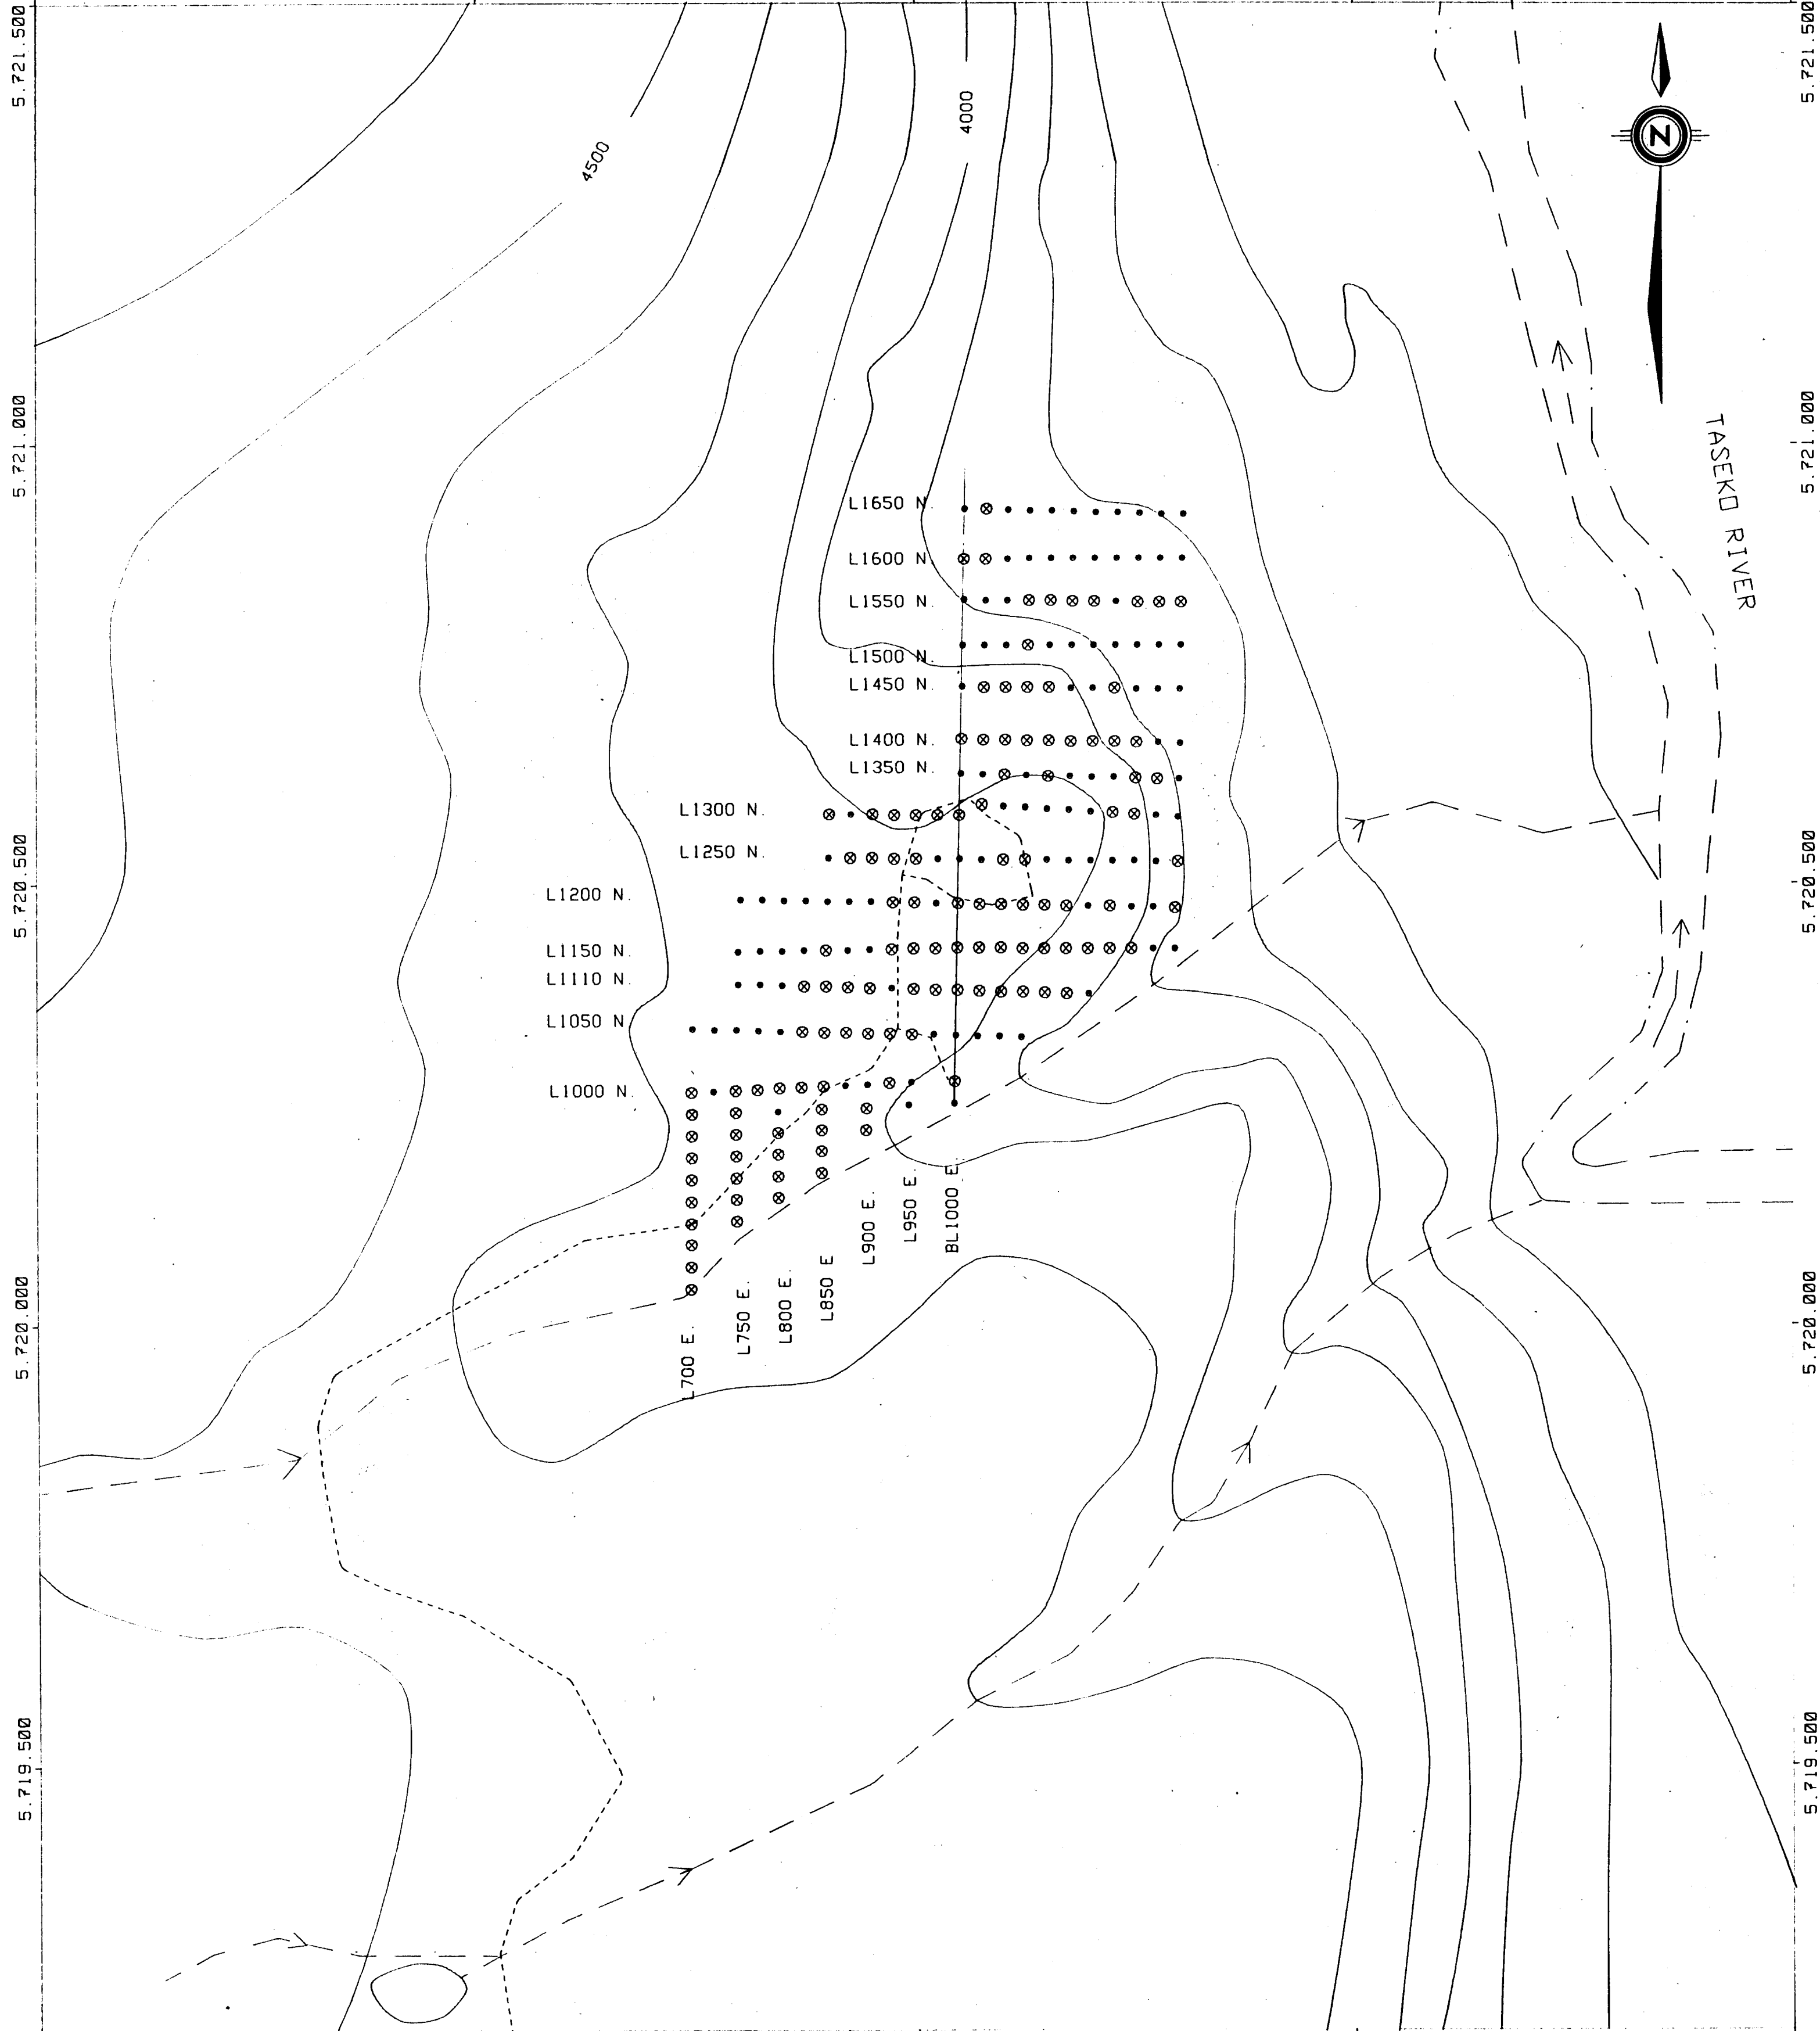 5.721.500
5.721.500
4000
4500
N
5.721.000
5.721.000
TASEKO RIVER
L1650 N.
L1600 N.
L1550 N.
L1500 N.
L1450 N.
L1400 N.
L1350 N.
L1300 N.
L1250 N.
L1200 N.
L1150 N.
L1110 N.
L1050 N
L1000 N.
5.720.500
5.720.500
L700 E.
L750 E.
L800 E.
L850 E
L900 E.
L950 E.
BL1000 E.
5.720.000
5.720.000
5.719.500
5.719.500